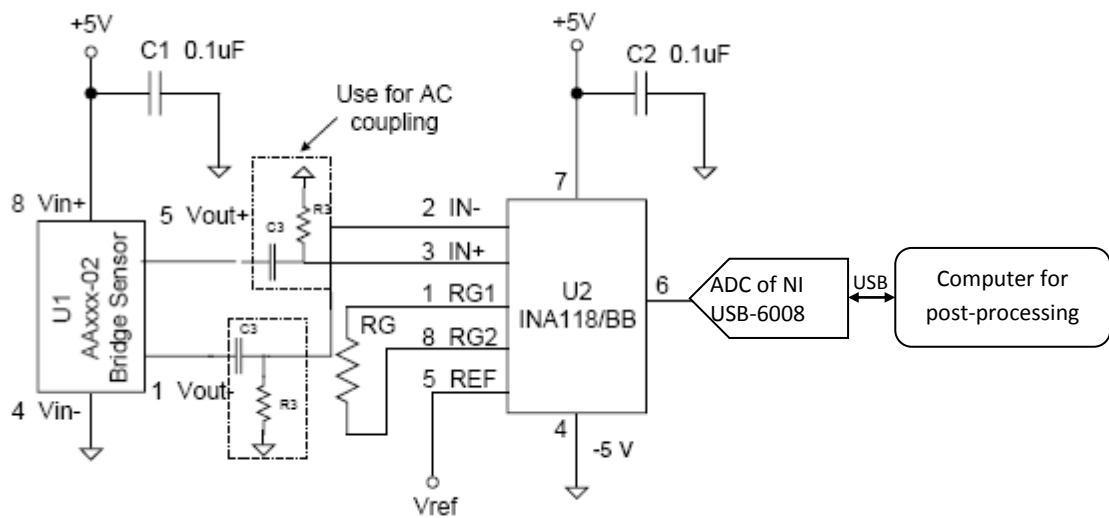 +5V
C1 0.1uF
Use for AC
coupling
+5V
C2 0.1uF
8 Vin+
5 Vout+
R3
C3
U1
AAxxx-02
Bridge Sensor
4 Vin-
1 Vout-
C3
R3
RG
2 IN-
3 IN+
1 RG1
8 RG2
5 REF
Vref
7
U2
INA118/BB
6
4
-5 V
ADC of NI
USB-6008
USB
Computer for
post-processing